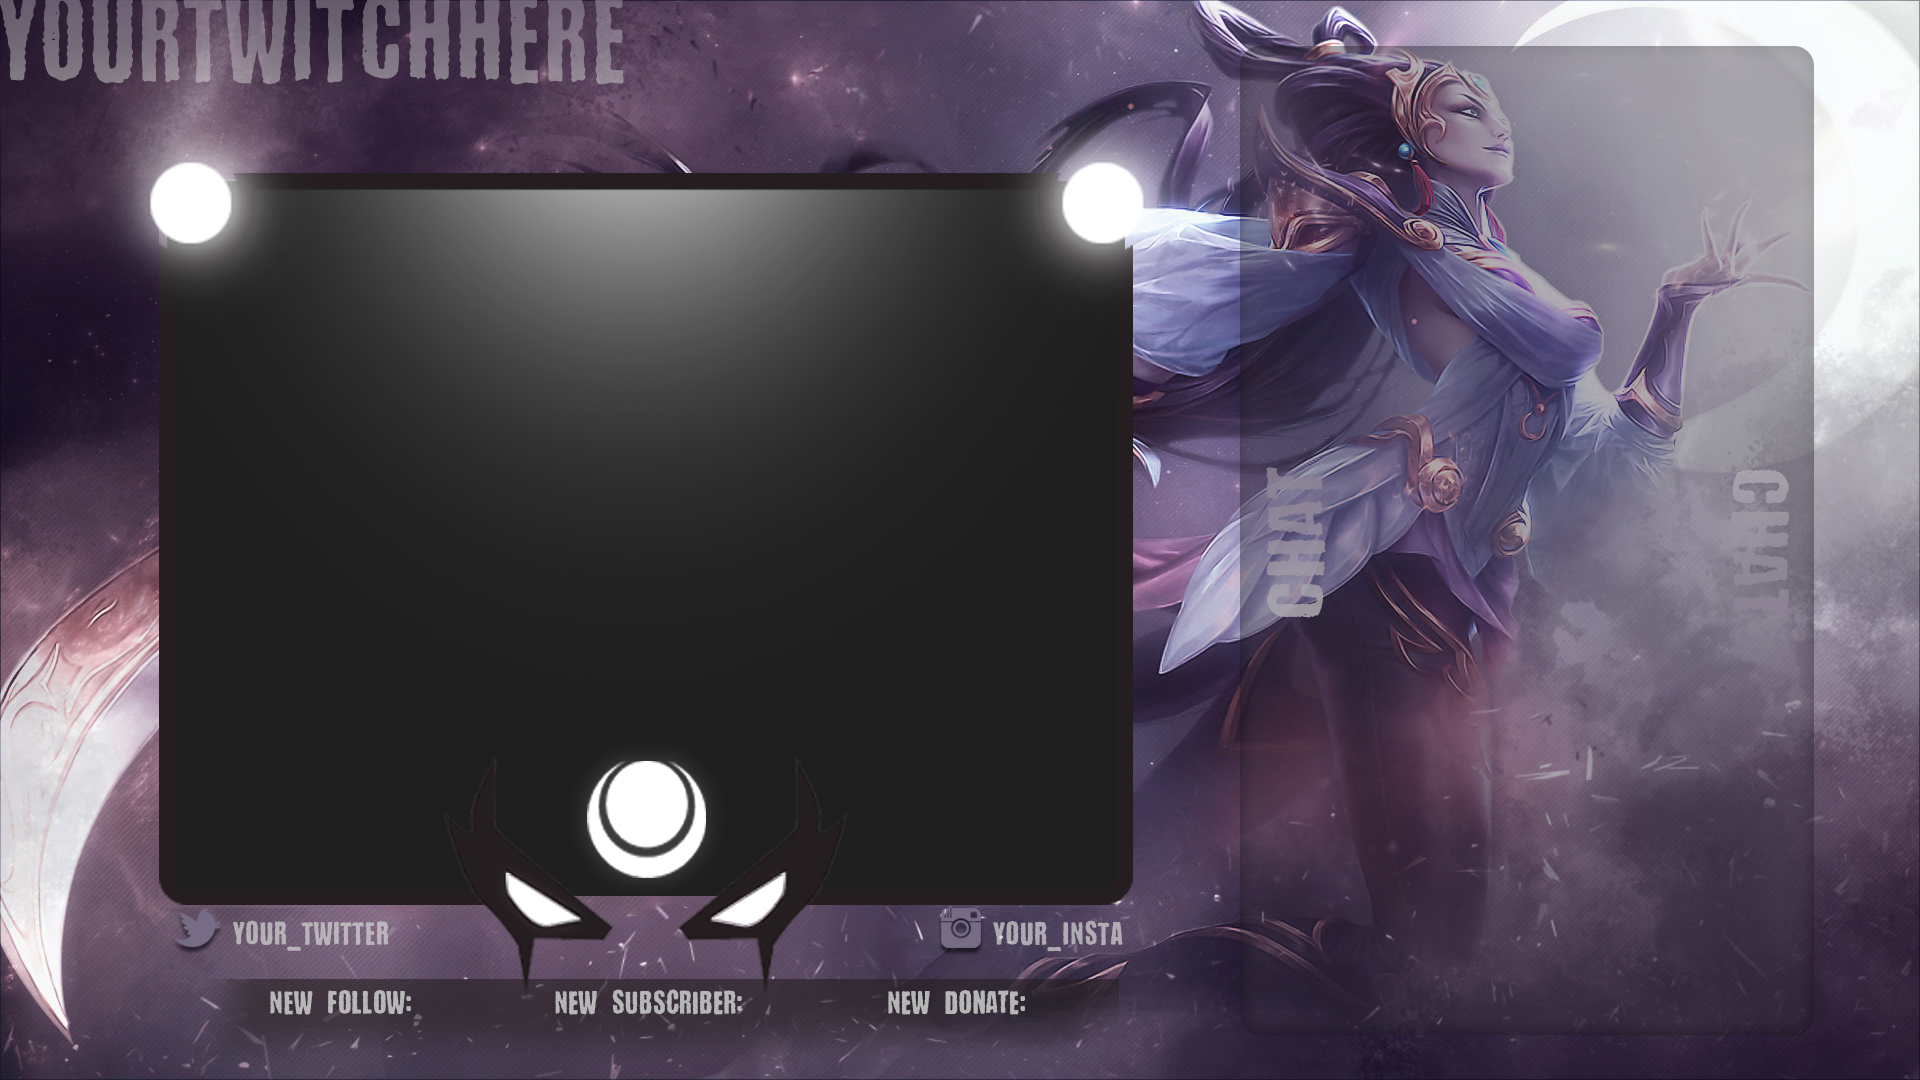 YOURTWITCHHERE
CHAT
CHAT
YOUR_TWITTER
YOUR_INSTA
NEW FOLLOW:
NEW SUBSCRIBER:
NEW DONATE: